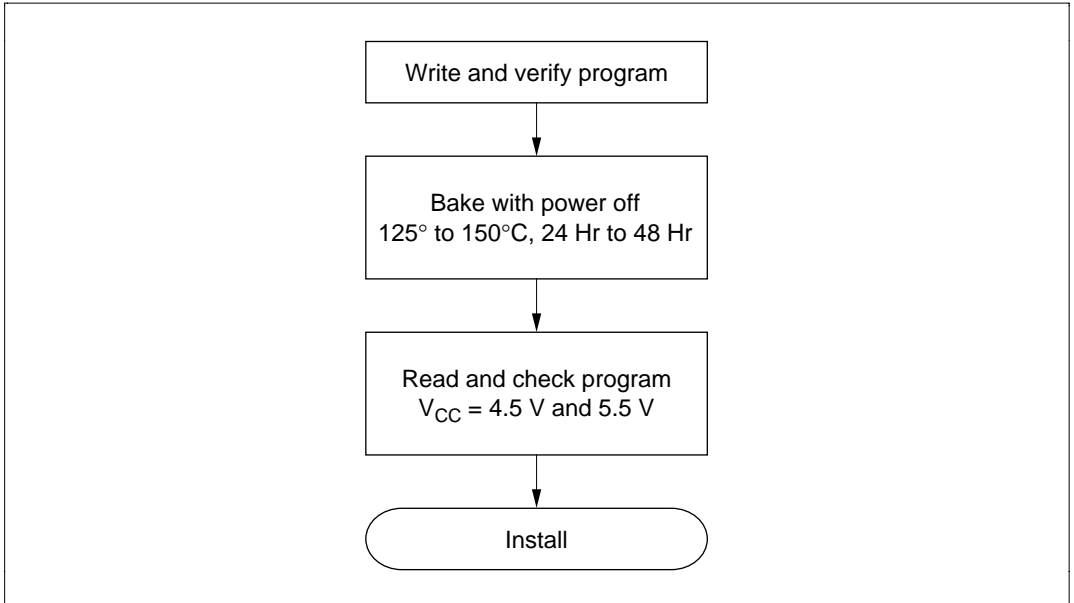 Write and verify program
Bake with power off
125° to 150°C, 24 Hr to 48 Hr
Read and check program
VCC = 4.5 V and 5.5 V
Install